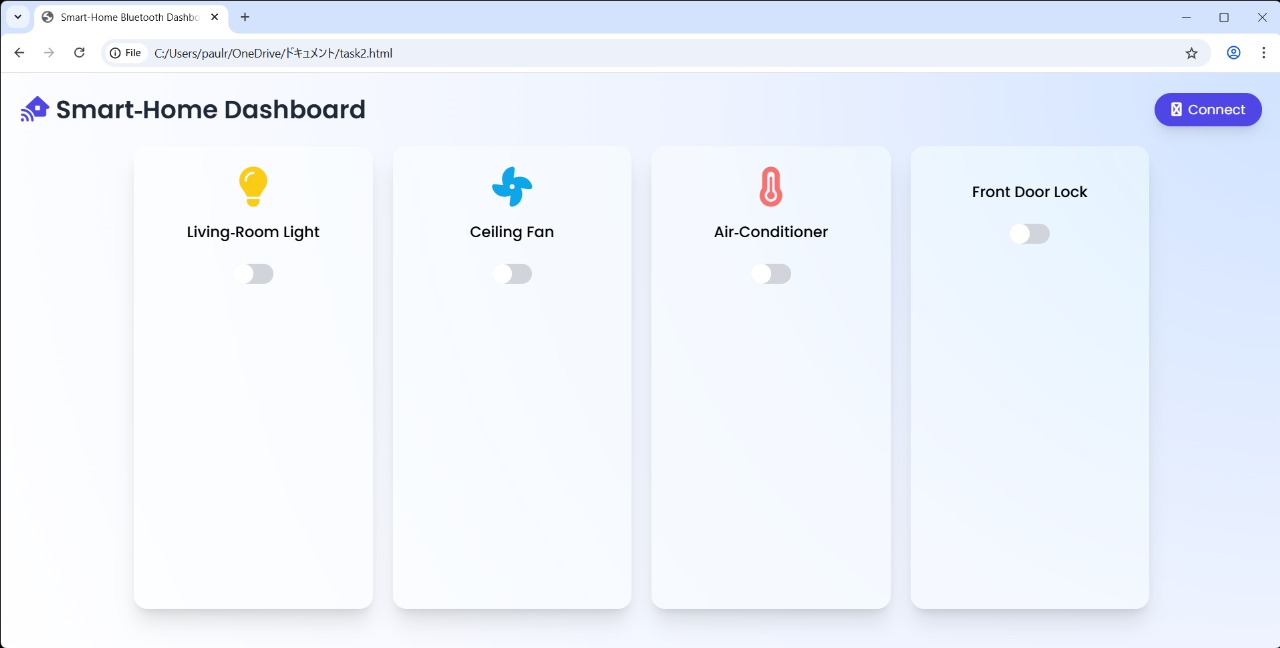 Smart-Home Bluetooth Dashbo
File C:/Users/paulr/OneDrive/ドキュメント/task2.html
Smart-Home Dashboard
Connect
Living-Room Light
Ceiling Fan
Air-Conditioner
Front Door Lock